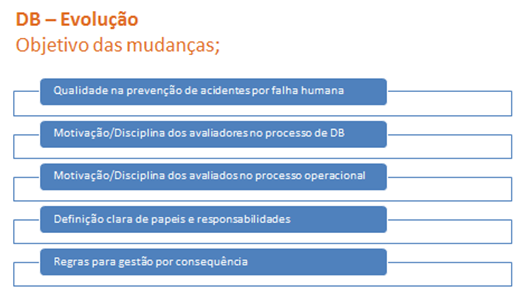 DB – Evolução
Objetivo das mudanças;
Qualidade na prevenção de acidentes por falha humana
Motivação/Disciplina dos avaliadores no processo de DB
Motivação/Disciplina dos avaliados no processo operacional
Definição clara de papeis e responsabilidades
Regras para gestão por consequência